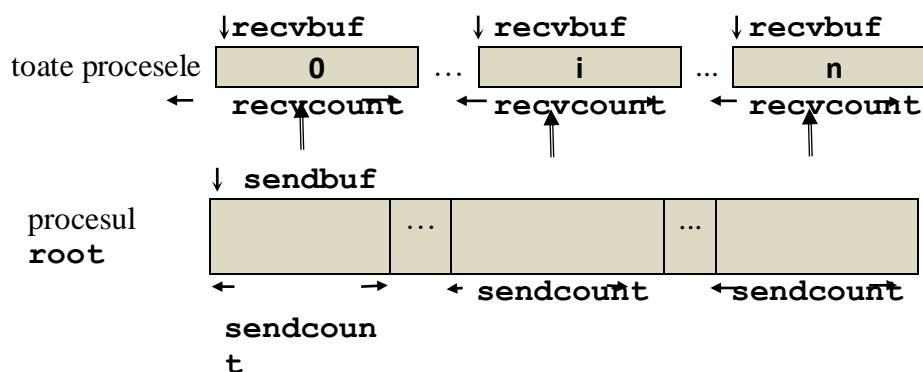 ↓recvbuf ↓recvbuf ↓recvbuf
toate procesele 0 … i ... n
recvcount recvcount recvcount
↓ sendbuf
procesul … ...
root
sendcount sendcount
sendcoun
t